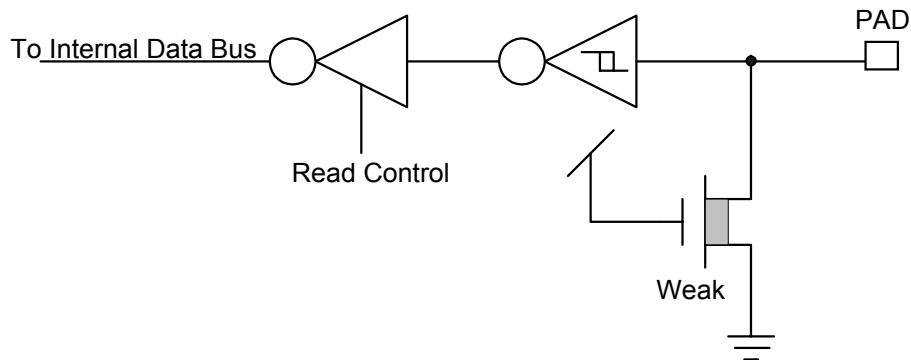 PAD
To Internal Data Bus
Read Control
Weak